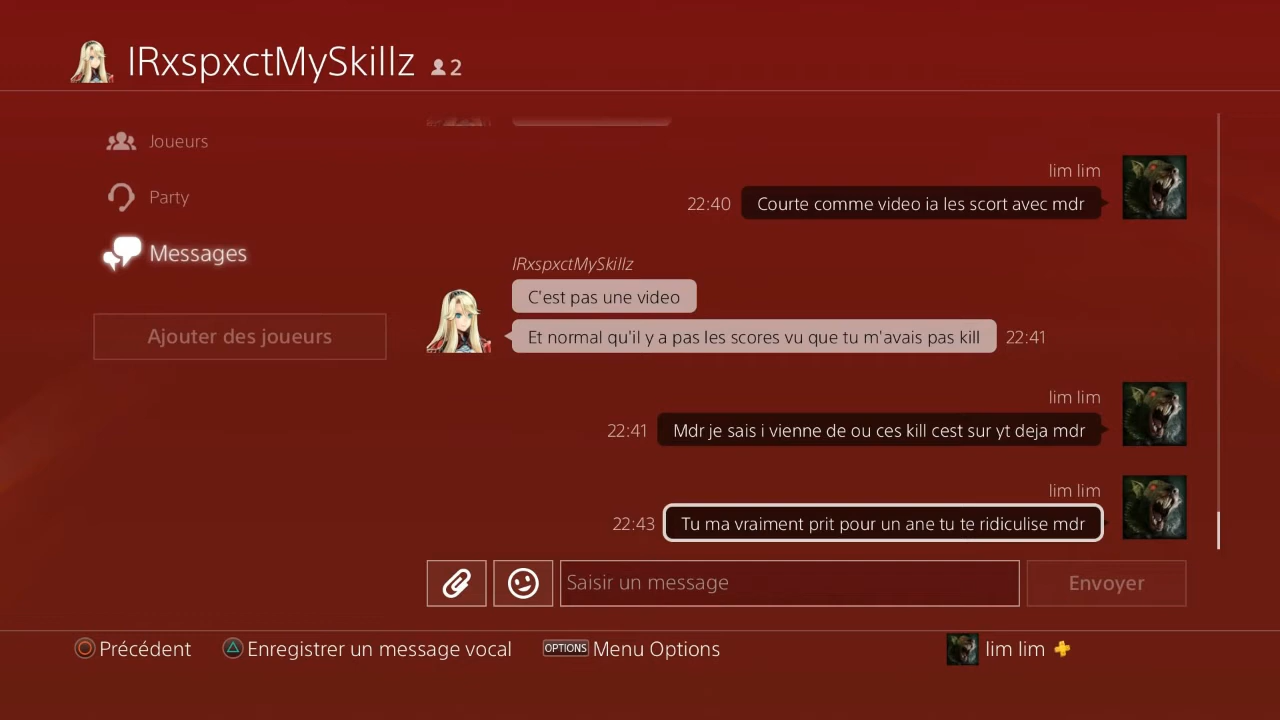 IRxspxctMySkillz 2
Joueurs
Party
Messages
Ajouter des joueurs
lim lim
22:40 Courte comme video ia les scort avec mdr
IRxspxctMySkillz
C'est pas une video
Et normal qu'il y a pas les scores vu que tu m'avais pas kill 22:41
lim lim
22:41 Mdr je sais i vienne de ou ces kill cest sur yt deja mdr
lim lim
22:43 Tu ma vraiment prit pour un ane tu te ridiculise mdr
Saisir un message Envoyer
Précédent Enregistrer un message vocal OPTIONS Menu Options lim lim